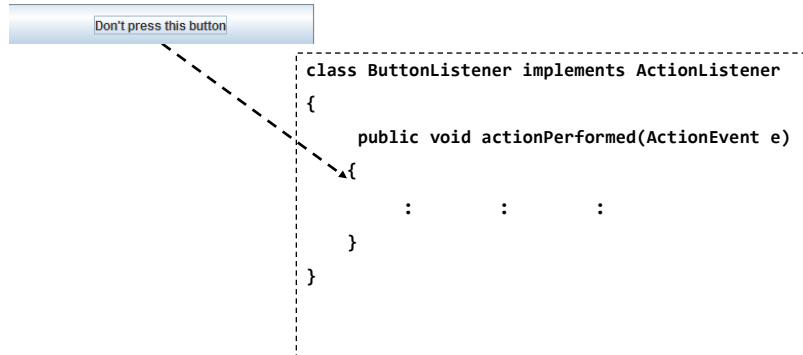 Don't press this button
class ButtonListener implements ActionListener
{
public void actionPerformed(ActionEvent e)
{
: : :
}
}